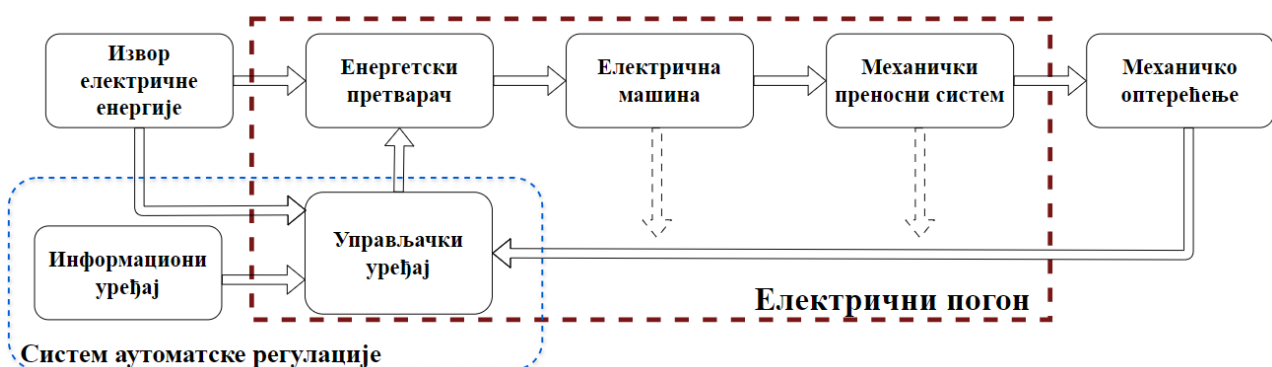 Извор
електричне
енергије
Енергетски
претварач
Електрична
машина
Механички
преносни систем
Механичко
оптерећење
Информациони
уређај
Управљачки
уређај
Електрични погон
Систем аутоматске регулације